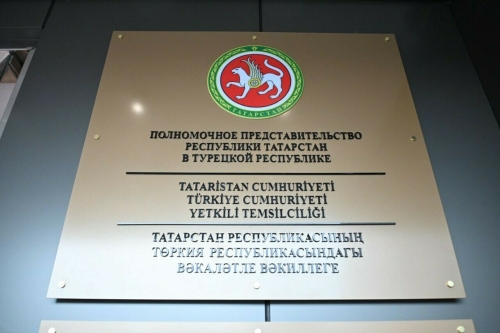 ТАТАРСТАН
ПОЛНОМОЧНОЕ ПРЕДСТАВИТЕЛЬСТВО
РЕСПУБЛИКИ ТАТАРСТАН
В ТУРЕЦКОЙ РЕСПУБЛИКЕ
TATARİSTAN CUMHURİYETİ
TÜRKİYE CUMHURİYETİ
YETKİLİ TEMSİLCİLİĞİ
ТАТАРСТАН РЕСПУБЛИКАСЫНЫҢ
ТӨРКИЯ РЕСПУБЛИКАСЫНДАГЫ
ВӘКАЛӘТЛЕ ВӘКИЛЛЕГЕ